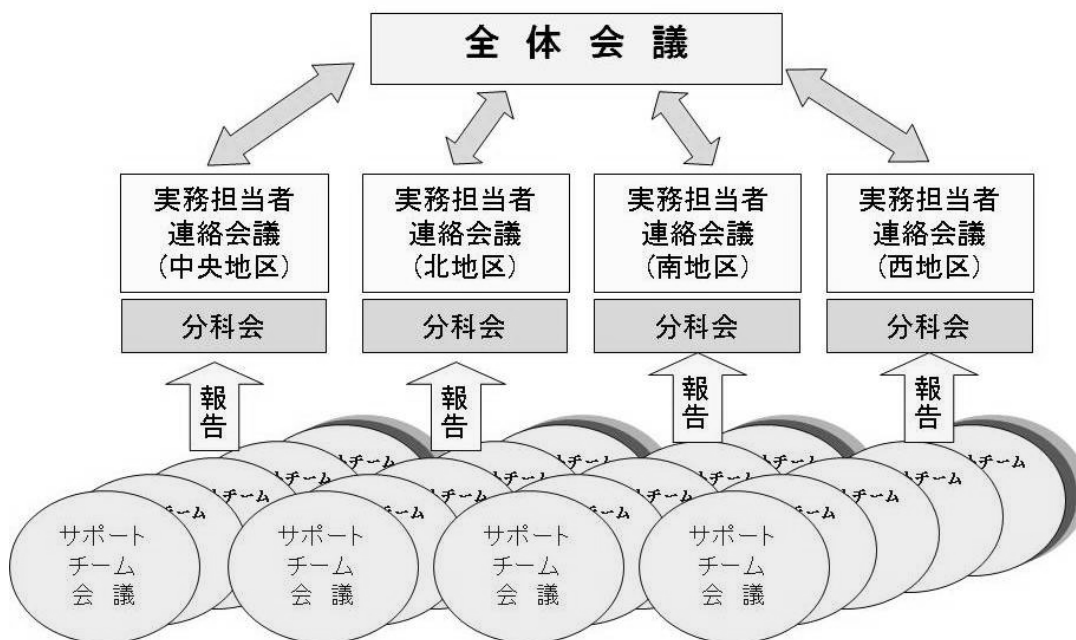 全体会議
実務担当者
連絡会議
(中央地区)
実務担当者
連絡会議
(北地区)
実務担当者
連絡会議
(南地区)
実務担当者
連絡会議
(西地区)
分科会
分科会
分科会
分科会
報告
報告
報告
報告
サポート
チーム
会議
サポート
チーム
会議
サポート
チーム
会議
サポート
チーム
会議